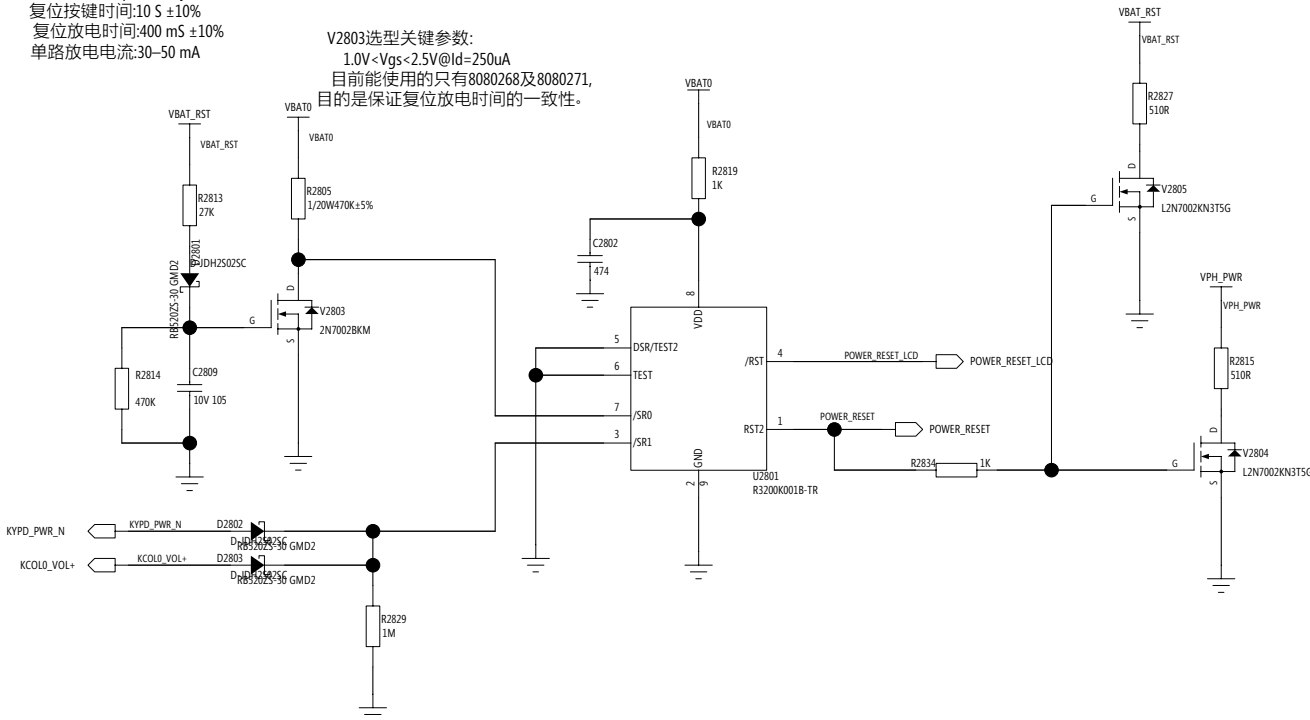 复位按键时间:10 S ±10%
复位放电时间:400 mS ±10%
单路放电电流:30–50 mA
V2803选型关键参数:
1.0V<Vgs<2.5V@Id=250uA
目前能使用的只有8080268及8080271,
目的是保证复位放电时间的一致性。
VBAT_RST
VBAT_RST
R2813
27K
D2801
RB520ZS-30 GMD2
VBAT0
VBAT0
R2805
1/20W470K±5%
D
G
S
V2803
2N7002BKM
R2814
470K
C2809
10V 105
VBAT0
VBAT0
R2819
1K
C2802
474
8
VDD
5
DSR/TEST2
6
TEST
7
/SR0
3
/SR1
/RST
4
RST2
1
GND
2
9
U2801
R3200K001B-TR
POWER_RESET_LCD
POWER_RESET_LCD
POWER_RESET
POWER_RESET
R2834
1K
VBAT_RST
VBAT_RST
R2827
510R
D
G
S
V2805
L2N7002KN3T5G
VPH_PWR
VPH_PWR
R2815
510R
D
G
S
V2804
L2N7002KN3T5G
KYPD_PWR_N
KYPD_PWR_N
D2802
RB520ZS-30 GMD2
KCOL0_VOL+
KCOL0_VOL+
D2803
RB520ZS-30 GMD2
R2829
1M